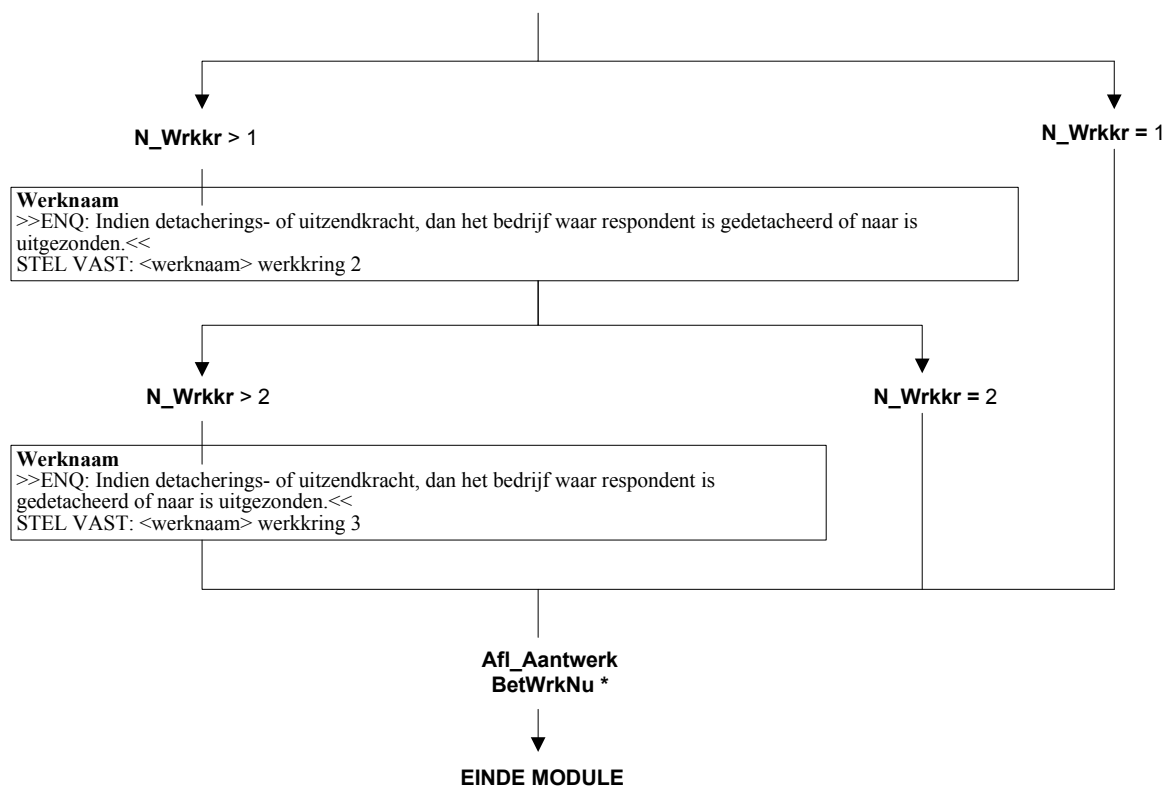 N_Wrkkr > 1
N_Wrkkr = 1
Werknaam
>>ENQ: Indien detacherings- of uitzendkracht, dan het bedrijf waar respondent is gedetacheerd of naar is
uitgezonden.<<
STEL VAST: <werknaam> werkkring 2
N_Wrkkr > 2
N_Wrkkr = 2
Werknaam
>>ENQ: Indien detacherings- of uitzendkracht, dan het bedrijf waar respondent is
gedetacheerd of naar is uitgezonden.<<
STEL VAST: <werknaam> werkkring 3
Afl_Aantwerk
BetWrkNu *
EINDE MODULE